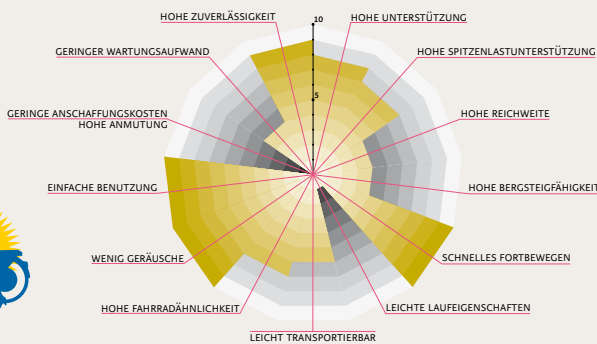 HOHE ZUVERLÄSSIGKEIT
10
HOHE UNTERSTÜTZUNG
GERINGER WARTUNGSAUFWAND
HOHE SPITZENLASTUNTERSTÜTZUNG
5
GERINGE ANSCHAFFUNGSKOSTEN
HOHE ANMUTUNG
HOHE REICHWEITE
EINFACHE BENUTZUNG
HOHE BERGSTEIGFÄHIGKEIT
WENIG GERÄUSCHE
SCHNELLES FORTBEWEGEN
HOHE FAHRRADÄHNLICHKEIT
LEICHTE LAUFEIGENSCHAFTEN
LEICHT TRANSPORTIERBAR